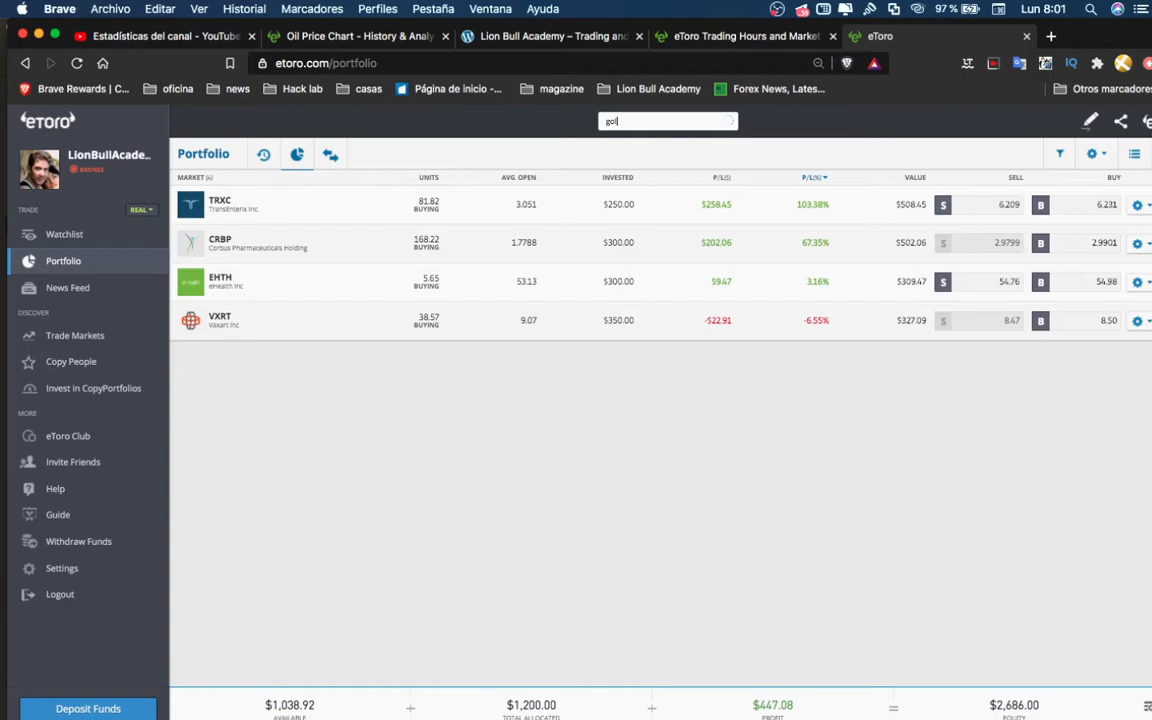 Brave Archivo Editar Ver Historial Marcadores Perfiles Pestaña Ventana Ayuda 97 % Lun 8:01
Estadísticas del canal - YouTube × Oil Price Chart - History & Analy × Lion Bull Academy – Trading and × eToro Trading Hours and Market × eToro × +
etoro.com/portfolio
Brave Rewards | C... oficina news Hack lab casas Página de inicio -... magazine Lion Bull Academy Forex News, Lates... Otros marcadores
eToro
gol
LionBullAcade...
BRONZE
TRADE REAL
Watchlist
Portfolio
News Feed
DISCOVER
Trade Markets
Copy People
Invest in CopyPortfolios
MORE
eToro Club
Invite Friends
Help
Guide
Withdraw Funds
Settings
Logout
Deposit Funds
Portfolio
MARKET (4) UNITS AVG. OPEN INVESTED P/L($) P/L(%) VALUE SELL BUY
TRXC 81.82 3.051 $250.00 $258.45 103.38% $508.45 S 6.209 B 6.231
TransEnterix Inc. BUYING
CRBP 168.22 1.7788 $300.00 $202.06 67.35% $502.06 S 2.9799 B 2.9901
Corbus Pharmaceuticals Holding BUYING
EHTH 5.65 53.13 $300.00 $9.47 3.16% $309.47 S 54.76 B 54.98
eHealth Inc BUYING
VXRT 38.57 9.07 $350.00 -$22.91 -6.55% $327.09 S 8.47 B 8.50
Vaxart Inc BUYING
$1,038.92 + $1,200.00 + $447.08 = $2,686.00
AVAILABLE TOTAL ALLOCATED PROFIT EQUITY